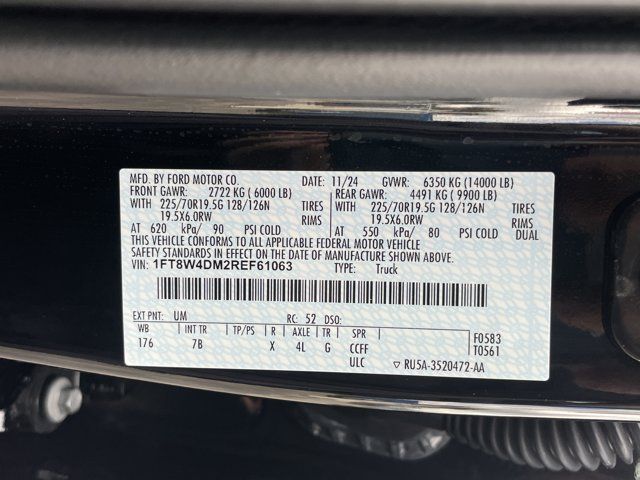 MFD. BY FORD MOTOR CO. DATE: 11/24 GVWR: 6350 KG (14000 LB)
FRONT GAWR: 2722 KG (6000 LB) REAR GAWR: 4491 KG (9900 LB)
WITH 225/70R19.5G 128/126N TIRES WITH 225/70R19.5G 128/126N TIRES
19.5X6.0RW RIMS 19.5X6.0RW RIMS
AT 620 kPa/ 90 PSI COLD AT 550 kPa/ 80 PSI COLD DUAL
THIS VEHICLE CONFORMS TO ALL APPLICABLE FEDERAL MOTOR VEHICLE
SAFETY STANDARDS IN EFFECT ON THE DATE OF MANUFACTURE SHOWN ABOVE.
VIN: 1FT8W4DM2REF61063 TYPE: Truck
EXT PNT: UM RC: 52 DSO:
WB INT TR TP/PS R AXLE TR SPR F0583
176 7B X 4L G CCFF T0561
ULC ▽ RU5A-3520472-AA